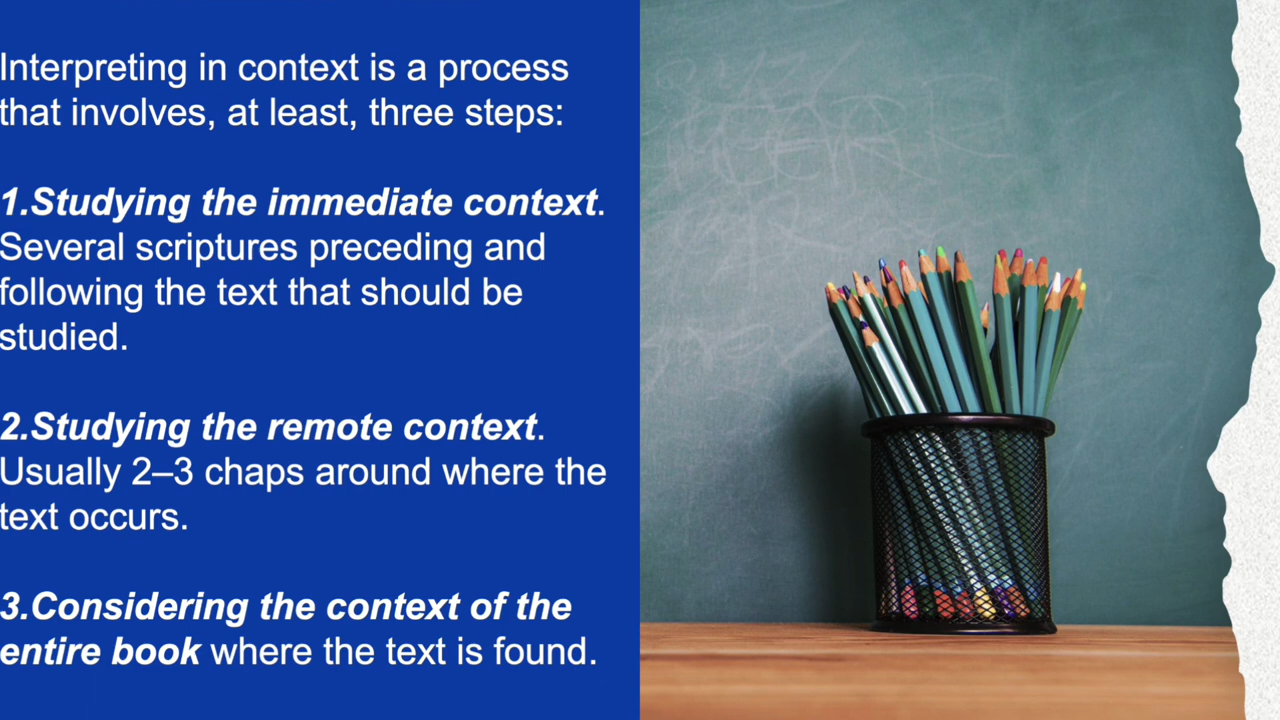 Interpreting in context is a process
that involves, at least, three steps:
1.Studying the immediate context.
Several scriptures preceding and
following the text that should be
studied.
2.Studying the remote context.
Usually 2–3 chaps around where the
text occurs.
3.Considering the context of the
entire book where the text is found.